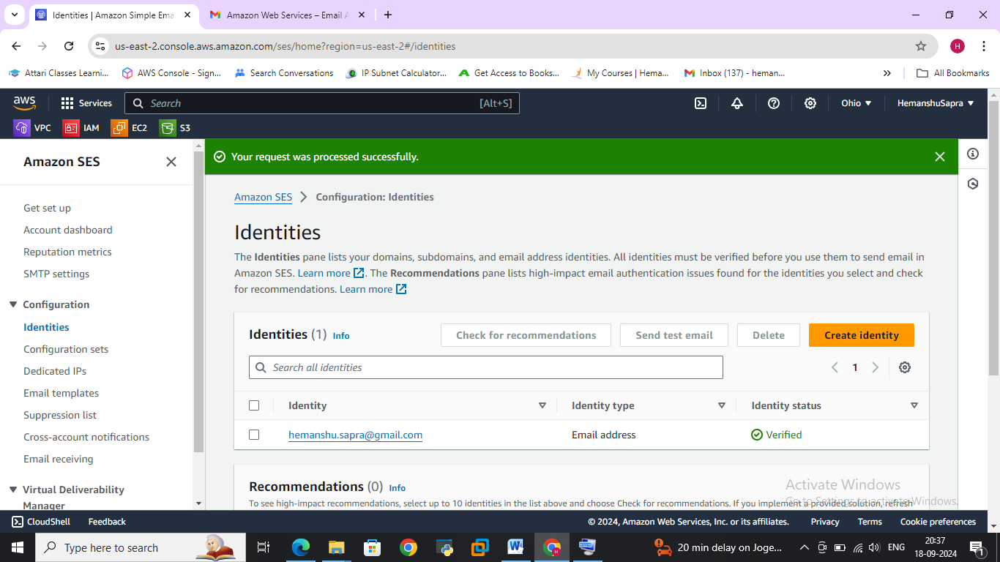 Identities | Amazon Simple Ema
Amazon Web Services – Email A
us-east-2.console.aws.amazon.com/ses/home?region=us-east-2#/identities
H
Attari Classes Learni...
AWS Console - Sign...
Search Conversations
IP Subnet Calculator...
Get Access to Books...
My Courses | Hema...
Inbox (137) - heman...
All Bookmarks
aws
Services
Search
[Alt+S]
Ohio
HemanshuSapra
VPC
IAM
EC2
S3
Amazon SES
Get set up
Account dashboard
Reputation metrics
SMTP settings
Configuration
Identities
Configuration sets
Dedicated IPs
Email templates
Suppression list
Cross-account notifications
Email receiving
Virtual Deliverability
Manager
Your request was processed successfully.
Amazon SES
Configuration: Identities
Identities
The Identities pane lists your domains, subdomains, and email address identities. All identities must be verified before you use them to send email in
Amazon SES. Learn more . The Recommendations pane lists high-impact email authentication issues found for the identities you select and check
for recommendations. Learn more
Identities (1) Info
Check for recommendations
Send test email
Delete
Create identity
Search all identities
1
Identity
Identity type
Identity status
hemanshu.sapra@gmail.com
Email address
Verified
Recommendations (0) Info
To see high-impact recommendations, select up to 10 identities in the list above and choose Check for recommendations. If you implement a provided solution, refresh
Activate Windows
Go to Settings to activate Windows.
CloudShell
Feedback
© 2024, Amazon Web Services, Inc. or its affiliates.
Privacy
Terms
Cookie preferences
Type here to search
20 min delay on Joge...
ENG
20:37
18-09-2024
1